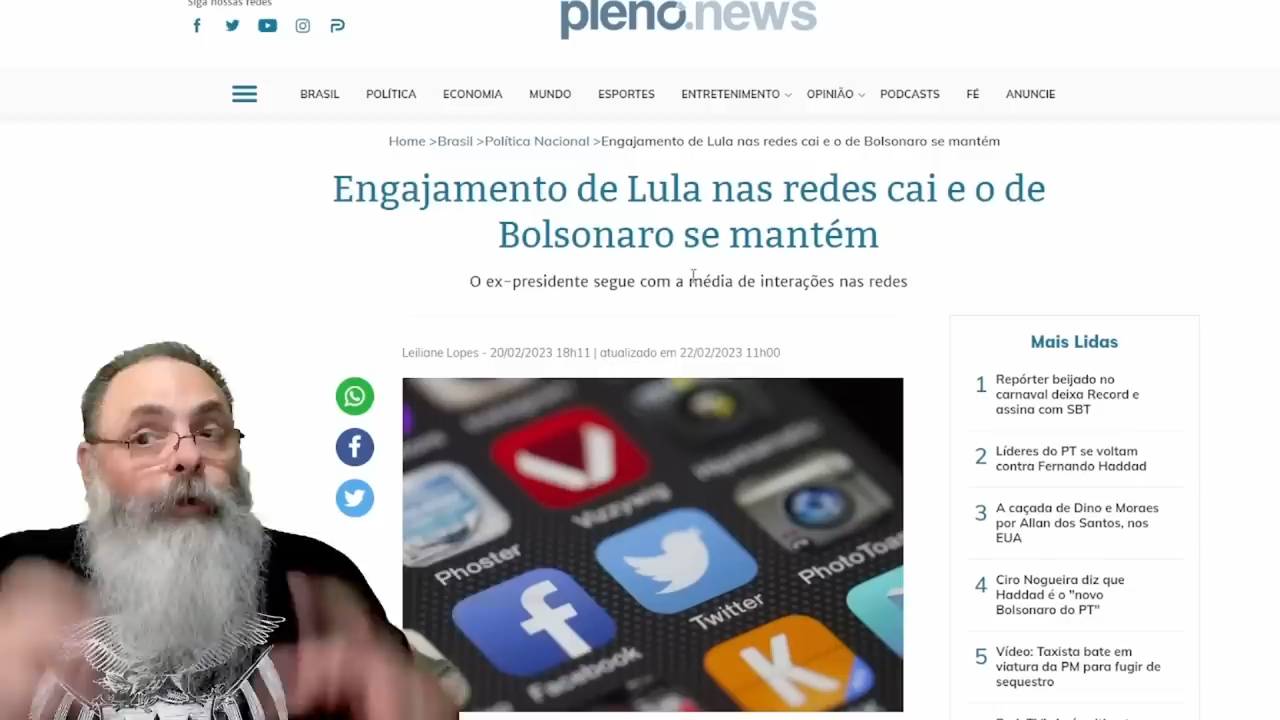 Siga nossas redes
pleno.news
BRASIL POLÍTICA ECONOMIA MUNDO ESPORTES ENTRETENIMENTO OPINIÃO PODCASTS FÉ ANUNCIE
Home >Brasil >Política Nacional >Engajamento de Lula nas redes cai e o de Bolsonaro se mantém
Engajamento de Lula nas redes cai e o de
Bolsonaro se mantém
O ex-presidente segue com a média de interações nas redes
Leiliane Lopes - 20/02/2023 18h11 | atualizado em 22/02/2023 11h00
Phoster
Vizzywig
Hipstamatic
Facebook
Twitter
Mais Lidas
1 Repórter beijado no
carnaval deixa Record e
assina com SBT
2 Líderes do PT se voltam
contra Fernando Haddad
3 A caçada de Dino e Moraes
por Allan dos Santos, nos
EUA
4 Ciro Nogueira diz que
Haddad é o "novo
Bolsonaro do PT"
5 Vídeo: Taxista bate em
viatura da PM para fugir de
sequestro